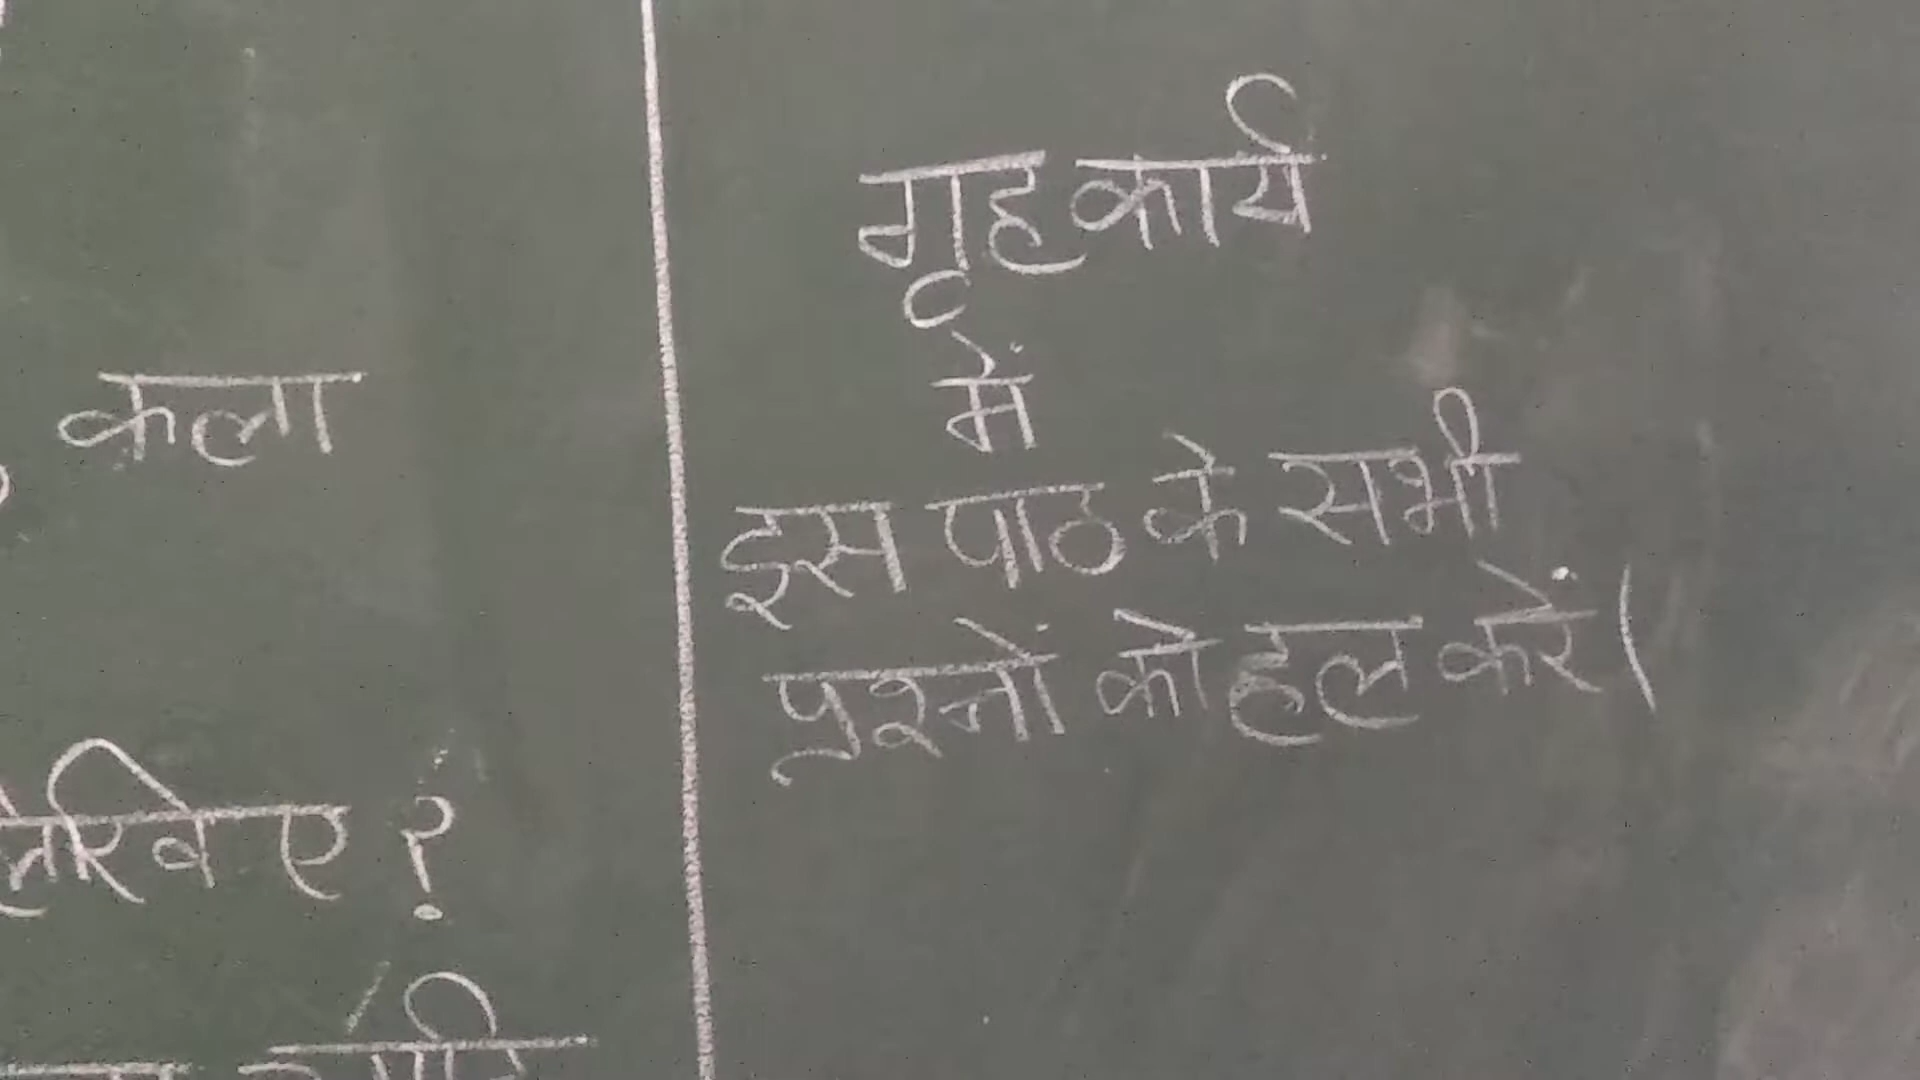 कला
लिखिए ?
गृहकार्य
में
इस पाठ के सभी
प्रश्नों को हल करें।